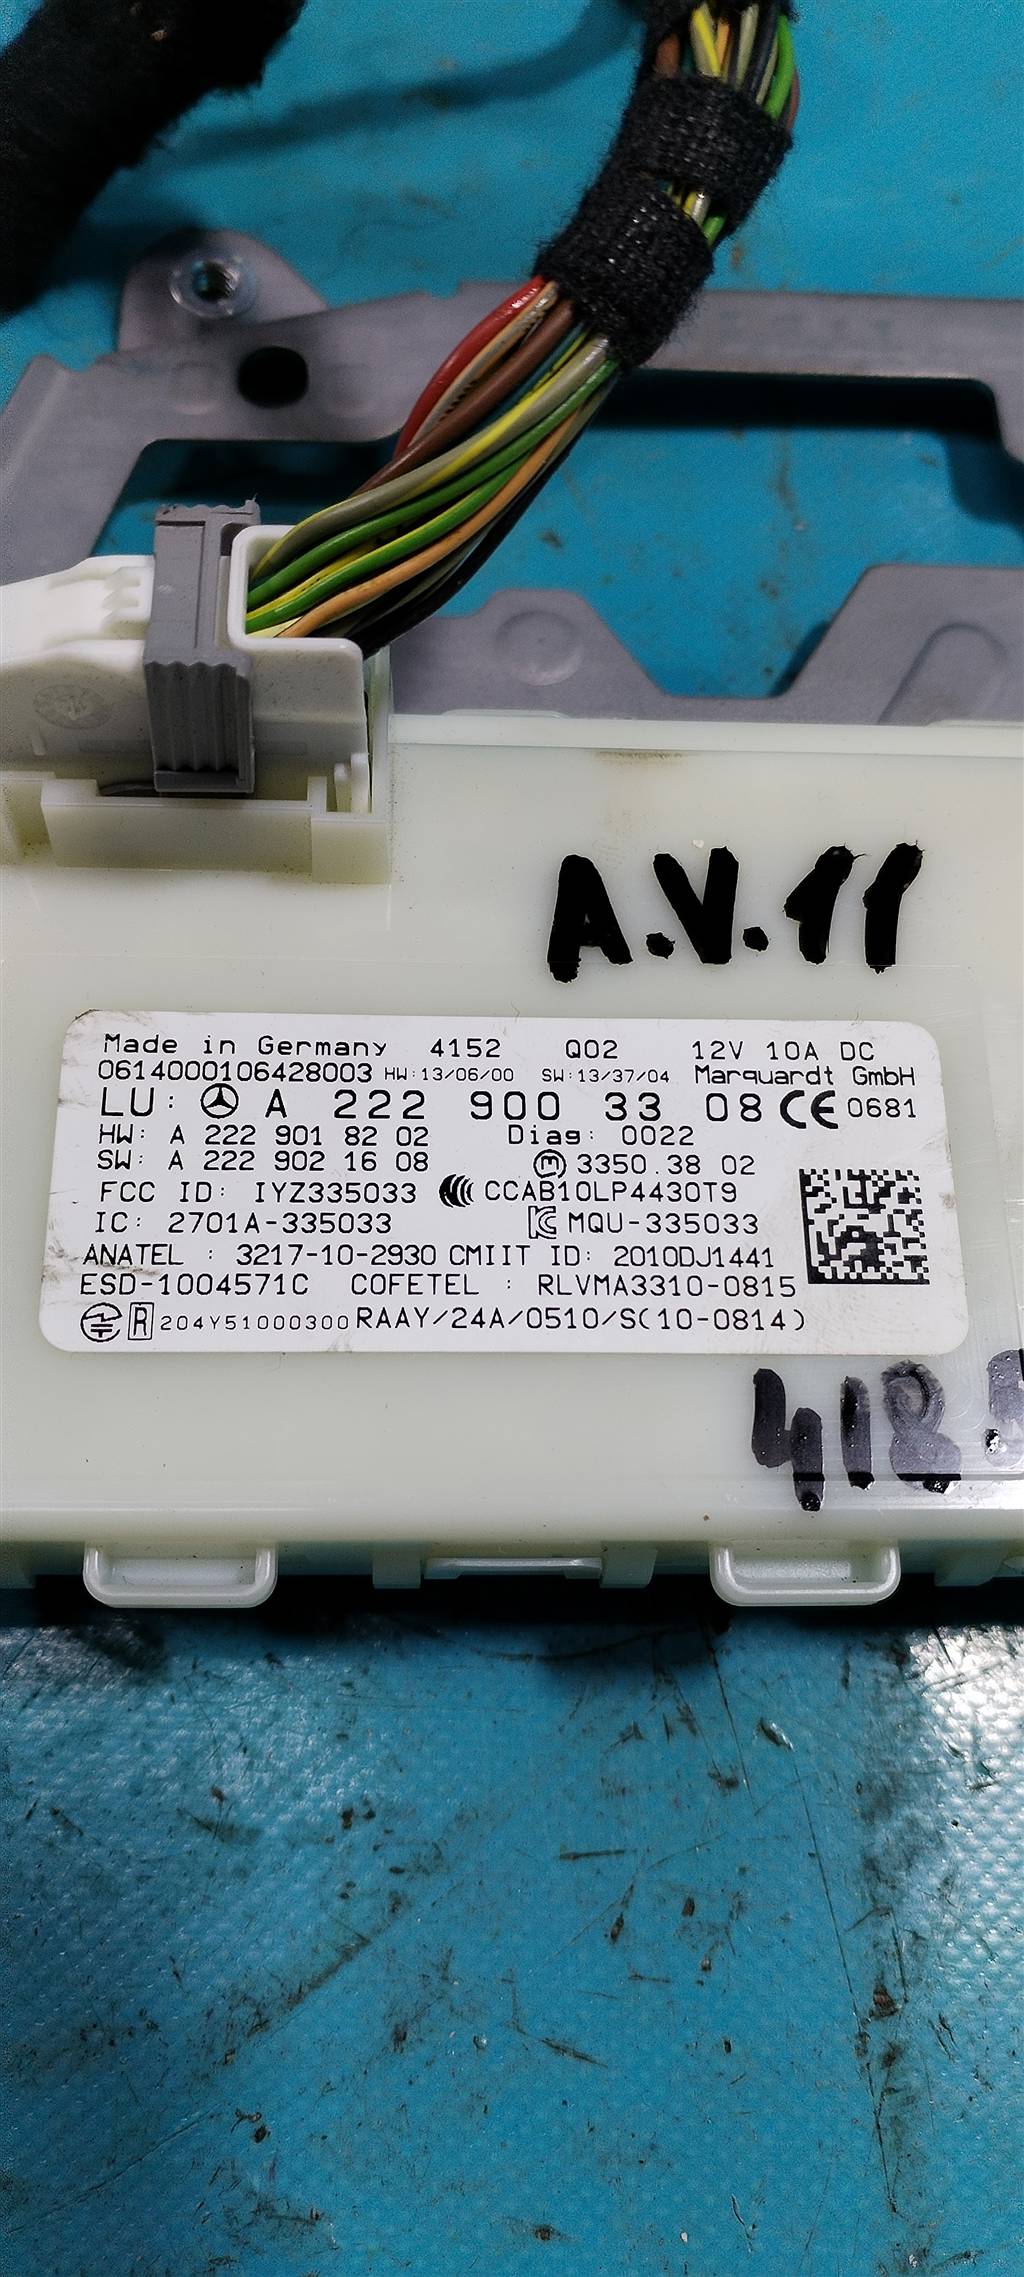 A.V.11
Made in Germany 4152 Q02 12V 10A DC
0614000106428003 HW:13/06/00 SW:13/37/04 Marquardt GmbH
LU: A 222 900 33 08 CE 0681
HW: A 222 901 82 02 Diag: 0022
SW: A 222 902 16 08 M 3350.38 02
FCC ID: IYZ335033 CCAB10LP4430T9
IC: 2701A-335033 MQU-335033
ANATEL : 3217-10-2930 CMIIT ID: 2010DJ1441
ESD-1004571C COFETEL : RLVMA3310-0815
R 204Y51000300 RAAY/24A/0510/S(10-0814)
418.